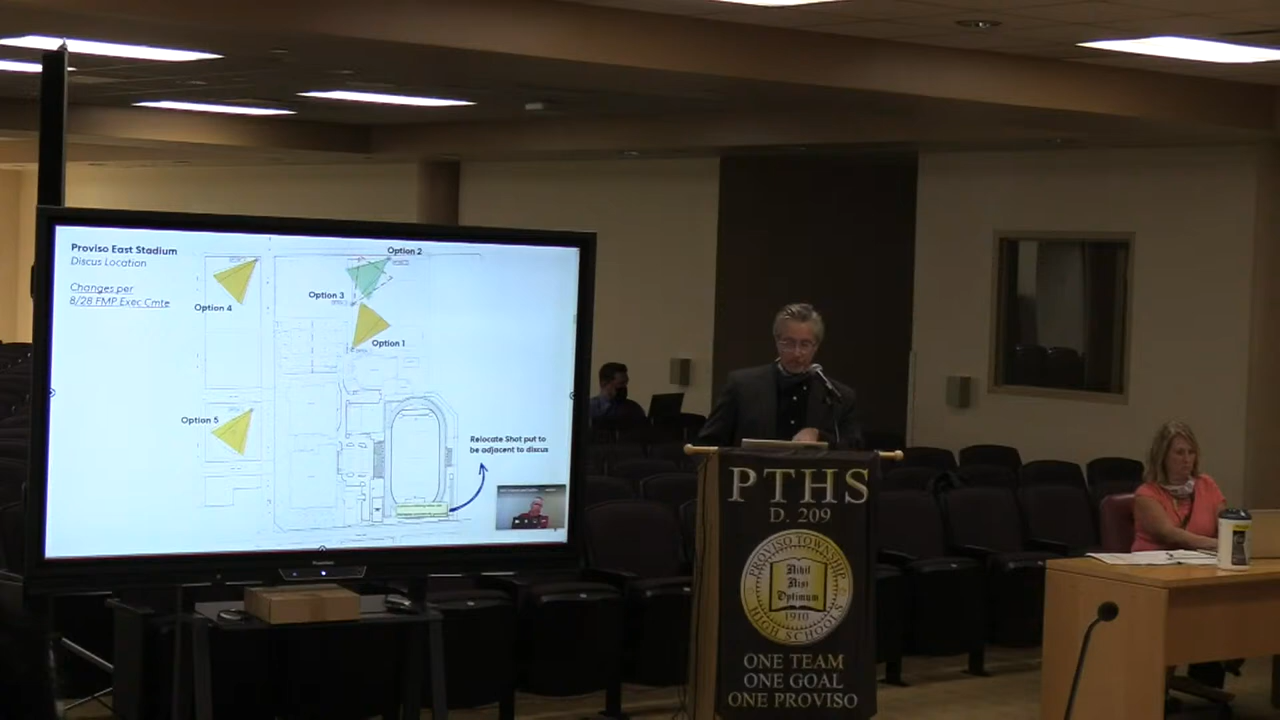 Proviso East Stadium
Discus Location
Changes per
8/28 FMP Exec Cmte
Option 2
Option 3
Option 4
Option 1
Option 5
Relocate Shot put to
be adjacent to discus
PTHS
D. 209
PROVISO TOWNSHIP
HIGH SCHOOLS
Nihil
Nisi
Optimum
1910
ONE TEAM
ONE GOAL
ONE PROVISO